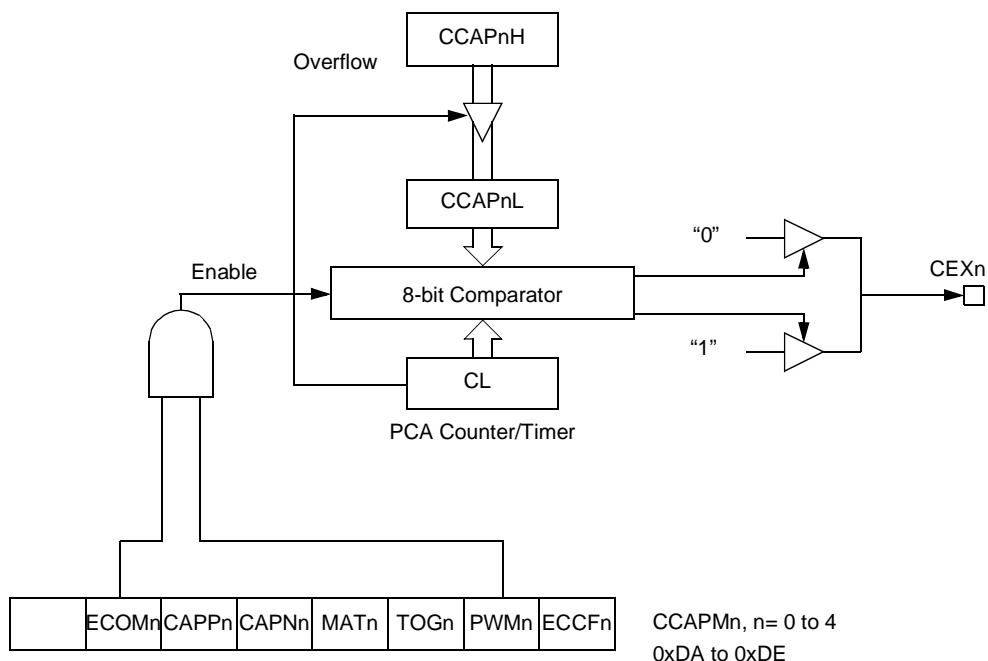 CCAPnH
Overflow
CCAPnL
“0”
Enable
CEXn
8-bit Comparator
“1”
CL
PCA Counter/Timer
ECOMn CAPPn CAPNn MATn TOGn PWMn ECCFn
CCAPMn, n= 0 to 4
0xDA to 0xDE